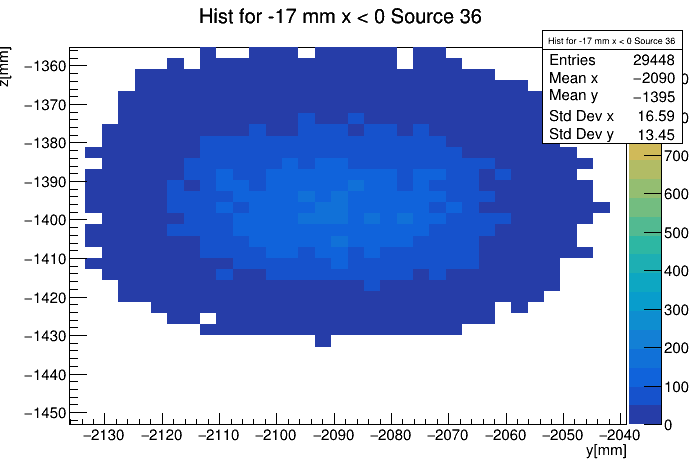 Hist for -17 mm x < 0 Source 36
z[mm]
Hist for -17 mm x < 0 Source 36
Entries 29448
Mean x −2090
Mean y −1395
Std Dev x 16.59
Std Dev y 13.45
−1360
−1370
−1380
−1390
−1400
−1410
−1420
−1430
−1440
−1450
700
600
500
400
300
200
100
0
−2130 −2120 −2110 −2100 −2090 −2080 −2070 −2060 −2050 −2040
y[mm]